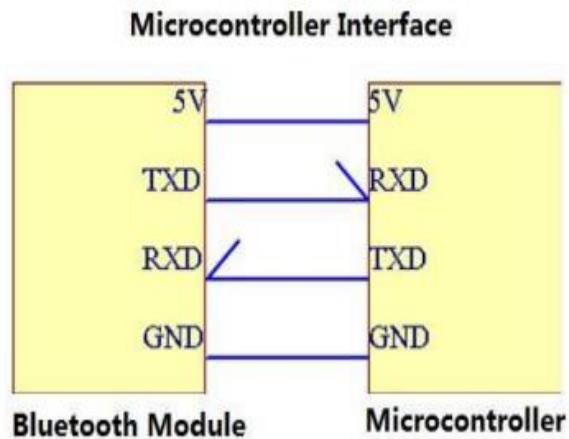 Microcontroller Interface
5V 5V
TXD RXD
RXD TXD
GND GND
Bluetooth Module Microcontroller